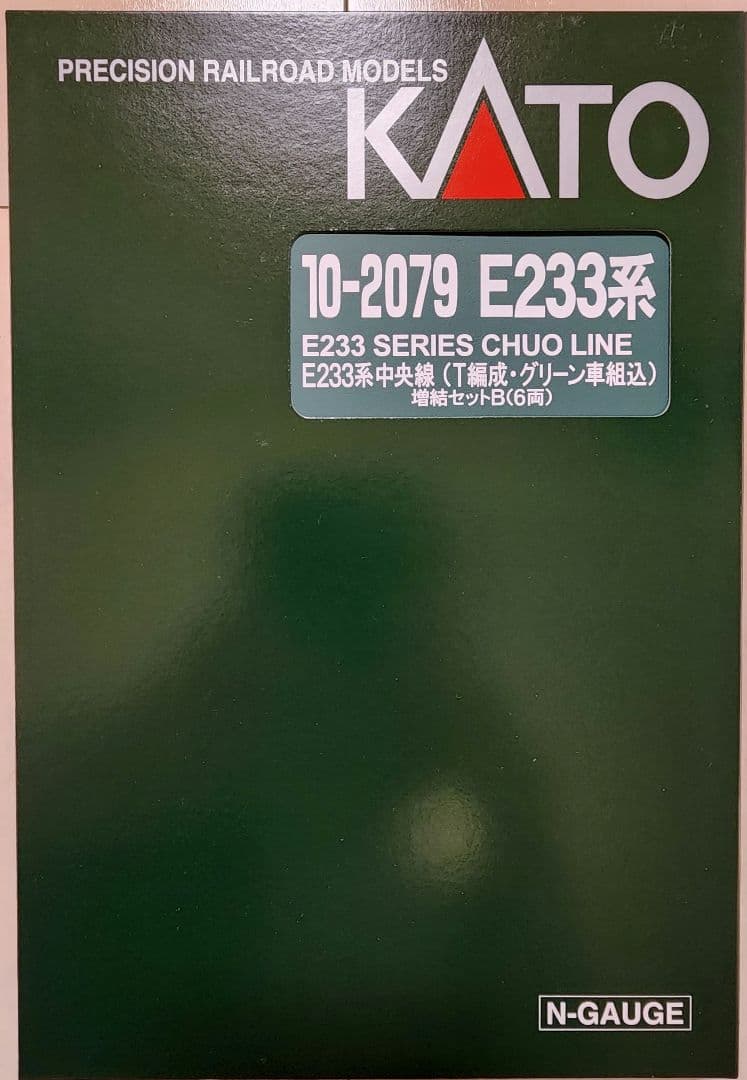 PRECISION RAILROAD MODELS
KATO
10-2079 E233系
E233 SERIES CHUO LINE
E233系中央線（T編成・グリーン車組込）
増結セットB（6両）
N-GAUGE